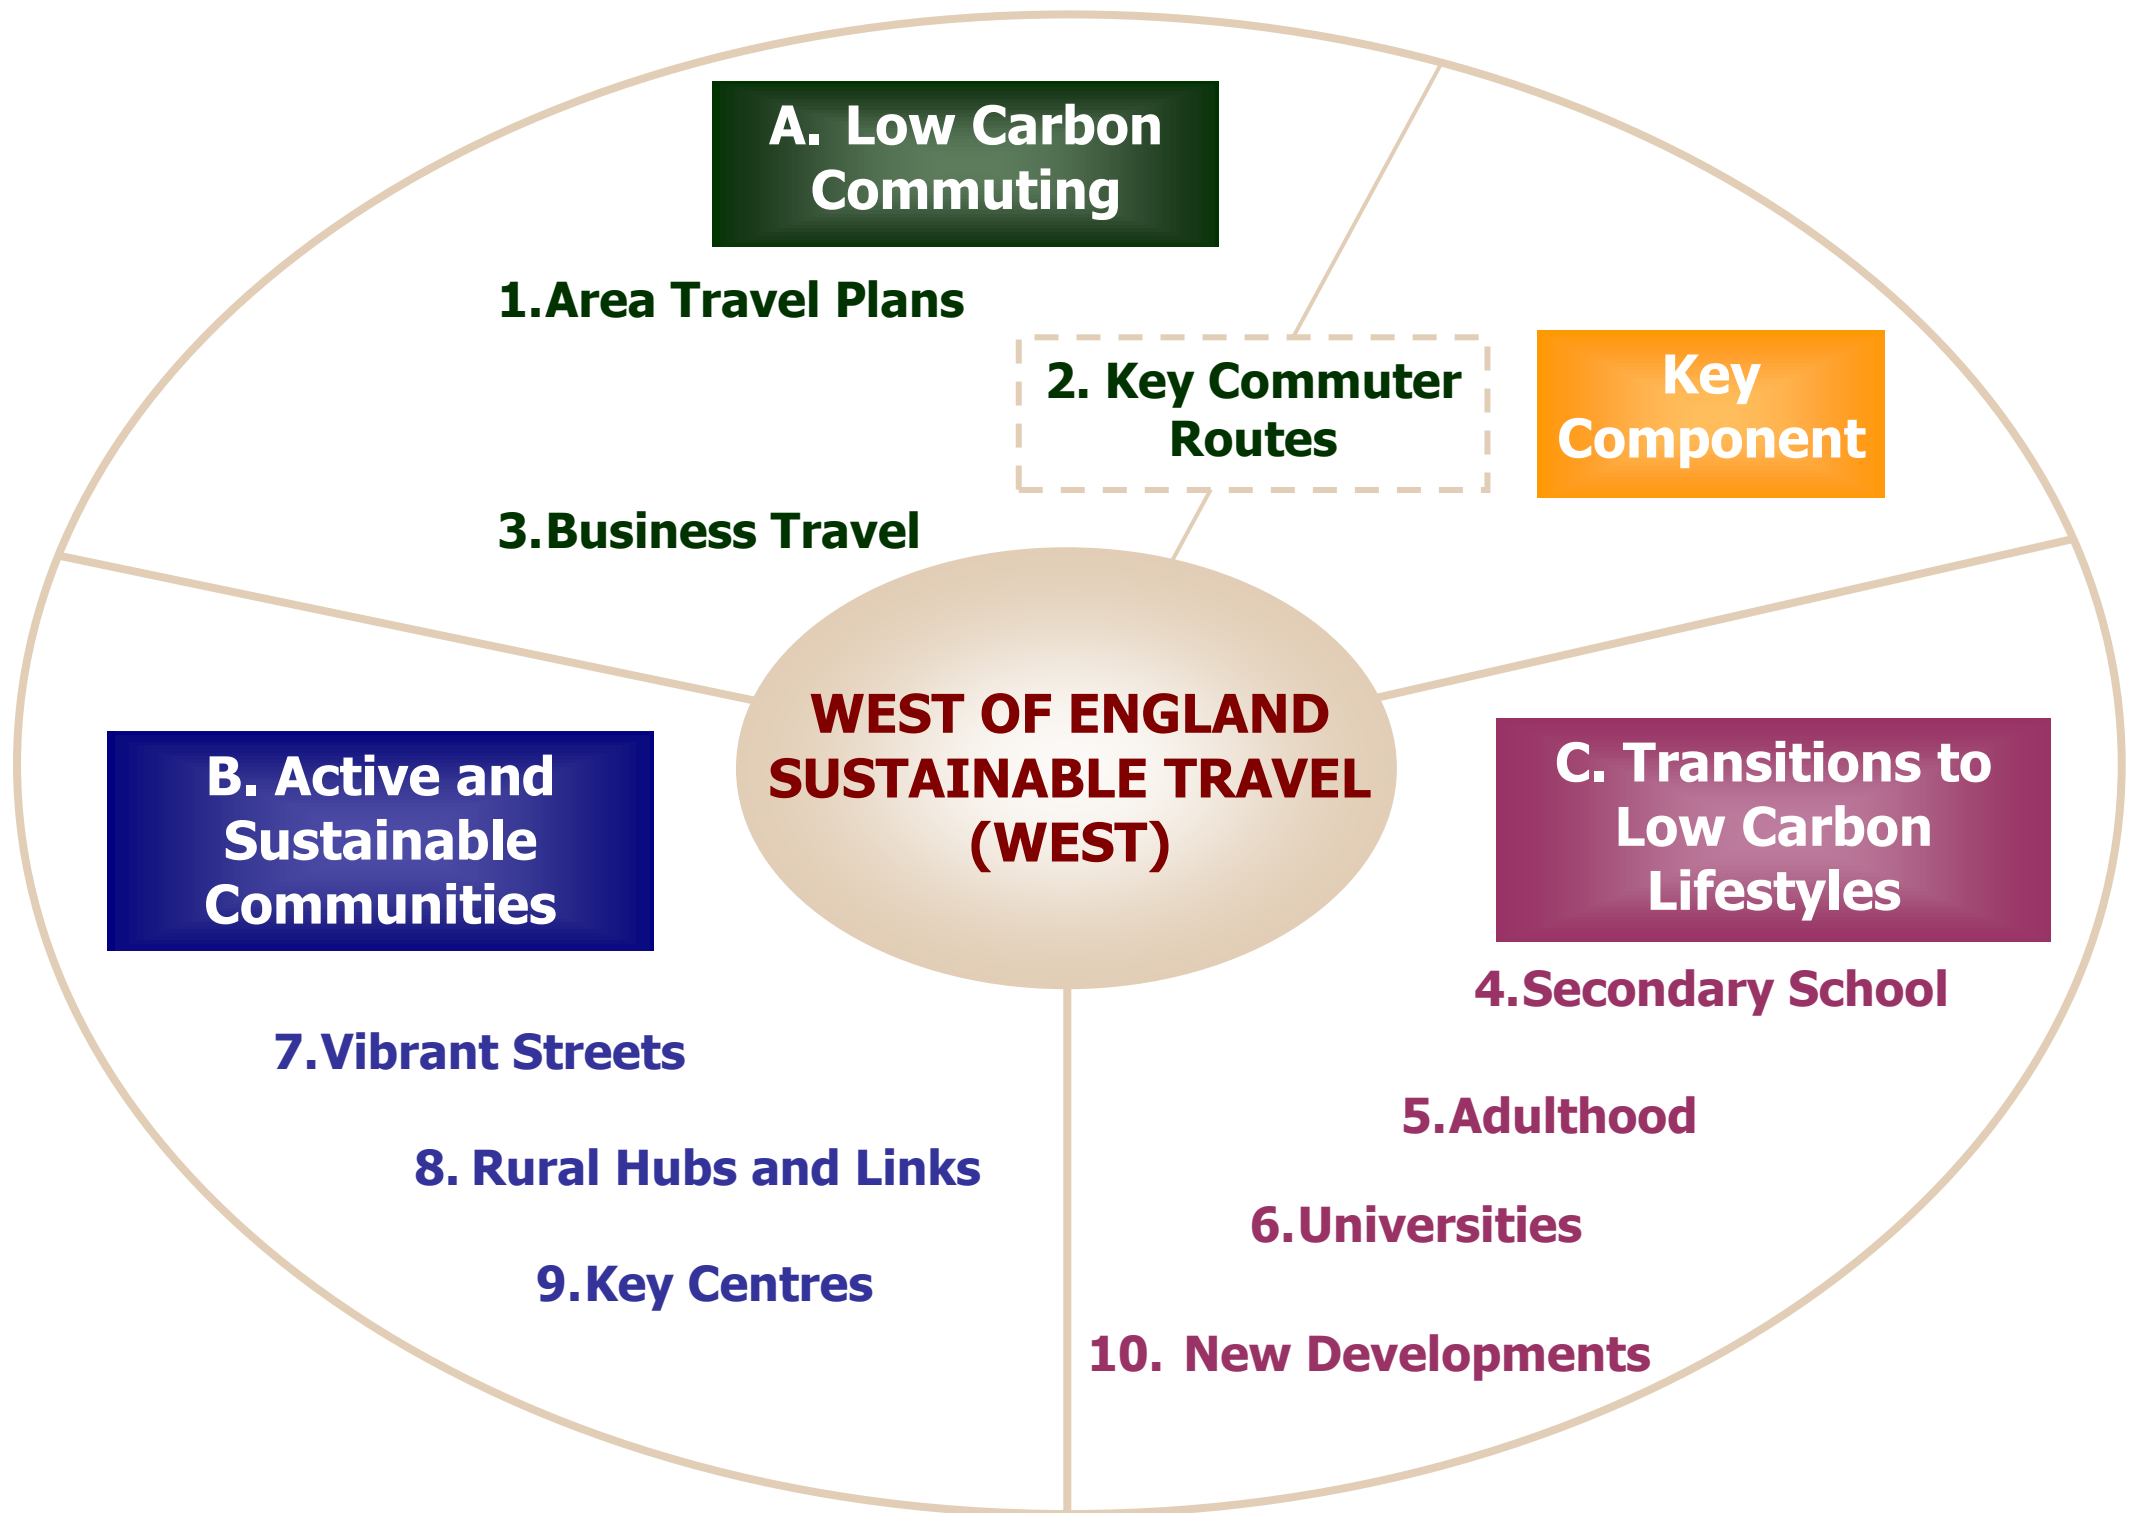 A. Low Carbon
Commuting
1.Area Travel Plans
2. Key Commuter
Routes
Key
Component
3.Business Travel
WEST OF ENGLAND
SUSTAINABLE TRAVEL
(WEST)
B. Active and
Sustainable
Communities
7.Vibrant Streets
8. Rural Hubs and Links
9.Key Centres
C. Transitions to
Low Carbon
Lifestyles
4.Secondary School
5.Adulthood
6.Universities
10. New Developments